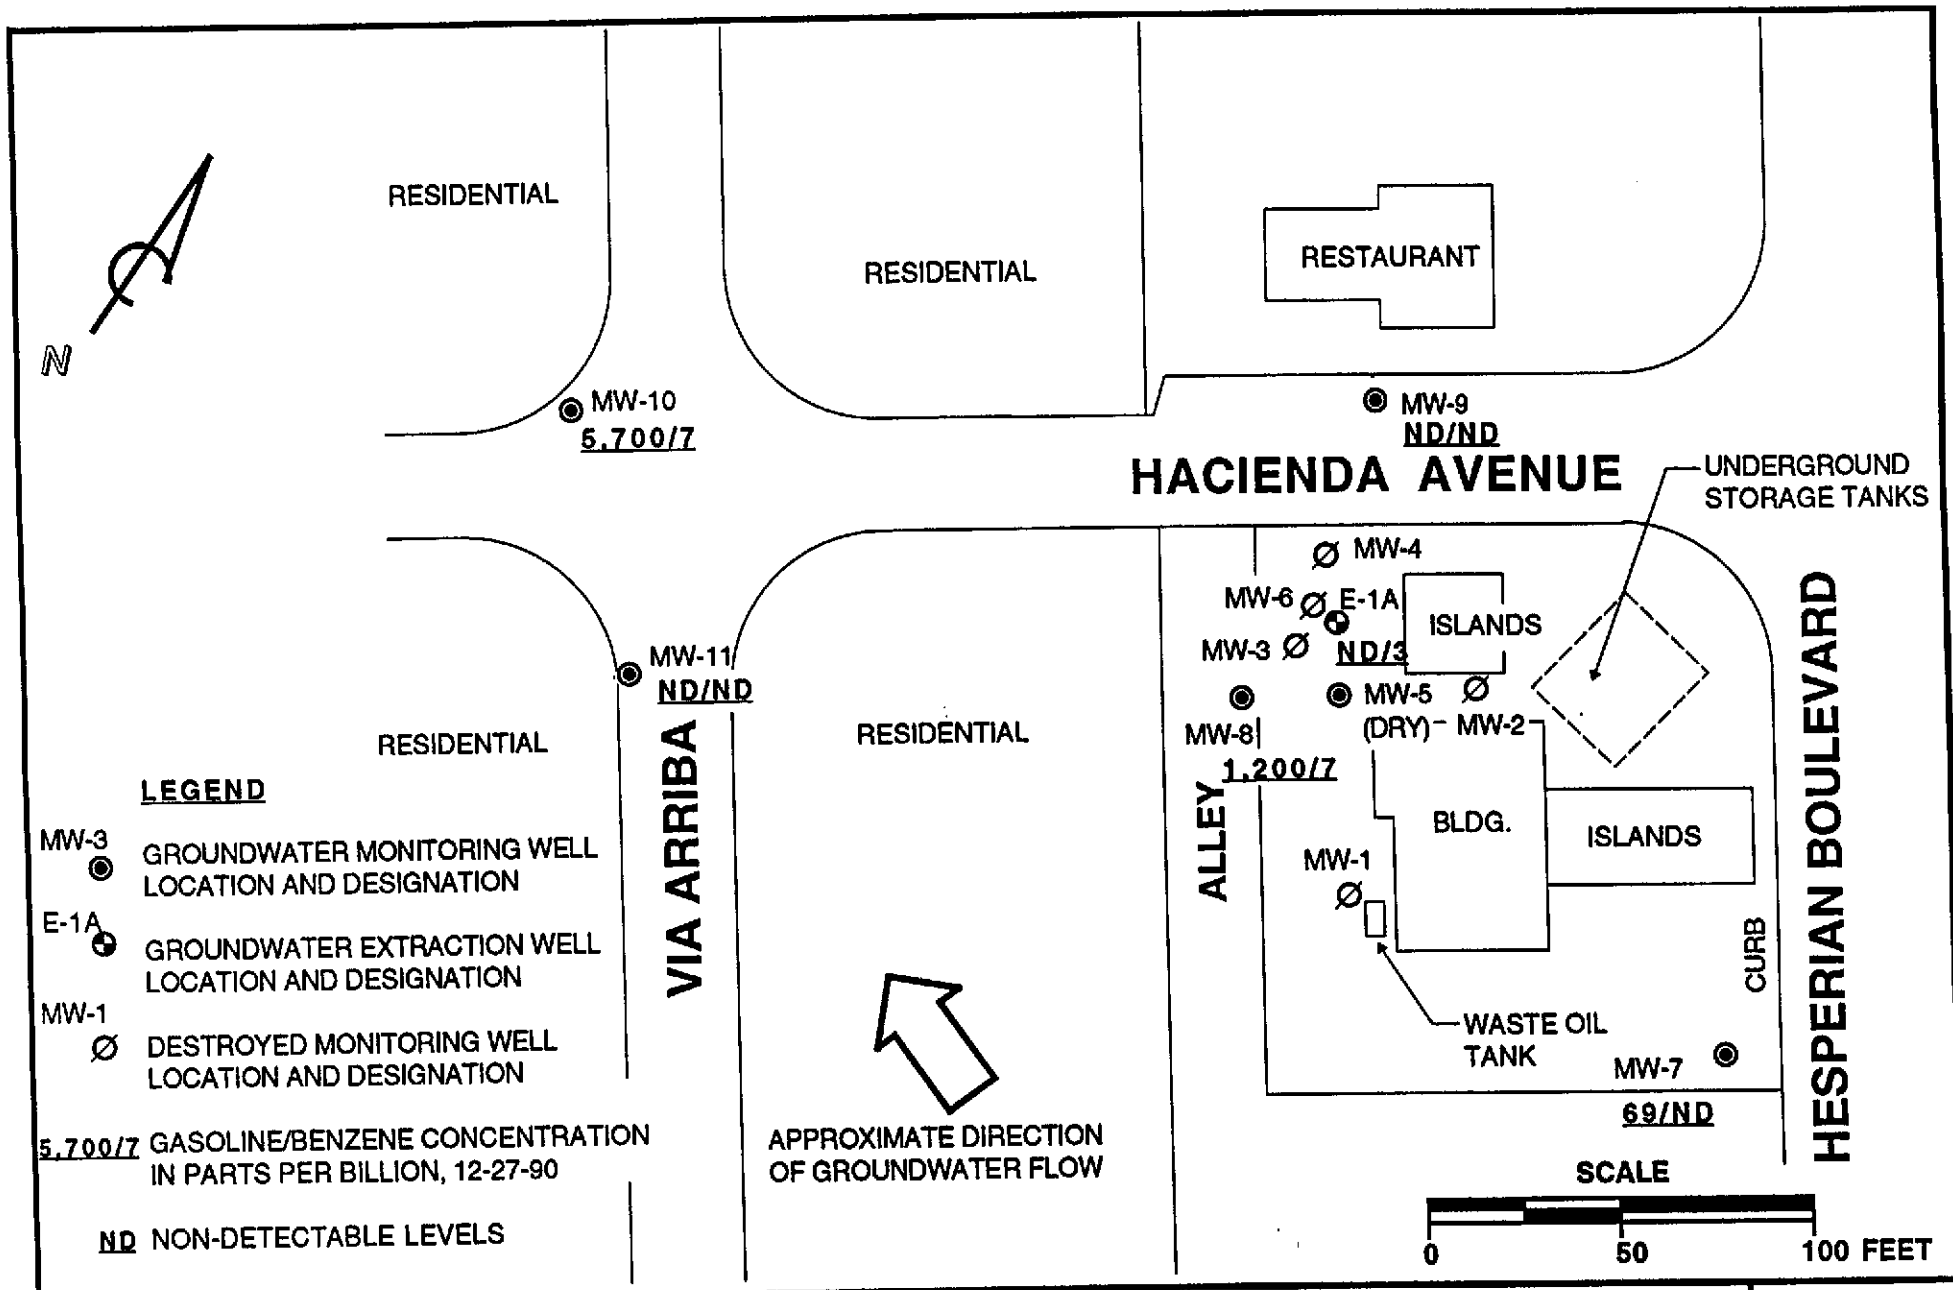 RESIDENTIAL
RESIDENTIAL
RESTAURANT
N
MW-10
5,700/7
MW-9
ND/ND
HACIENDA AVENUE
UNDERGROUND
STORAGE TANKS
MW-4
MW-6
E-1A
ISLANDS
MW-3
ND/3
MW-11
ND/ND
MW-5
(DRY)
MW-2
MW-8
1,200/7
RESIDENTIAL
RESIDENTIAL
VIA ARRIBA
ALLEY
BLDG.
ISLANDS
MW-1
CURB
HESPERIAN BOULEVARD
WASTE OIL
TANK
MW-7
69/ND
LEGEND
MW-3
GROUNDWATER MONITORING WELL
LOCATION AND DESIGNATION
E-1A
GROUNDWATER EXTRACTION WELL
LOCATION AND DESIGNATION
MW-1
DESTROYED MONITORING WELL
LOCATION AND DESIGNATION
5,700/7 GASOLINE/BENZENE CONCENTRATION
IN PARTS PER BILLION, 12-27-90
ND NON-DETECTABLE LEVELS
APPROXIMATE DIRECTION
OF GROUNDWATER FLOW
SCALE
0 50 100 FEET